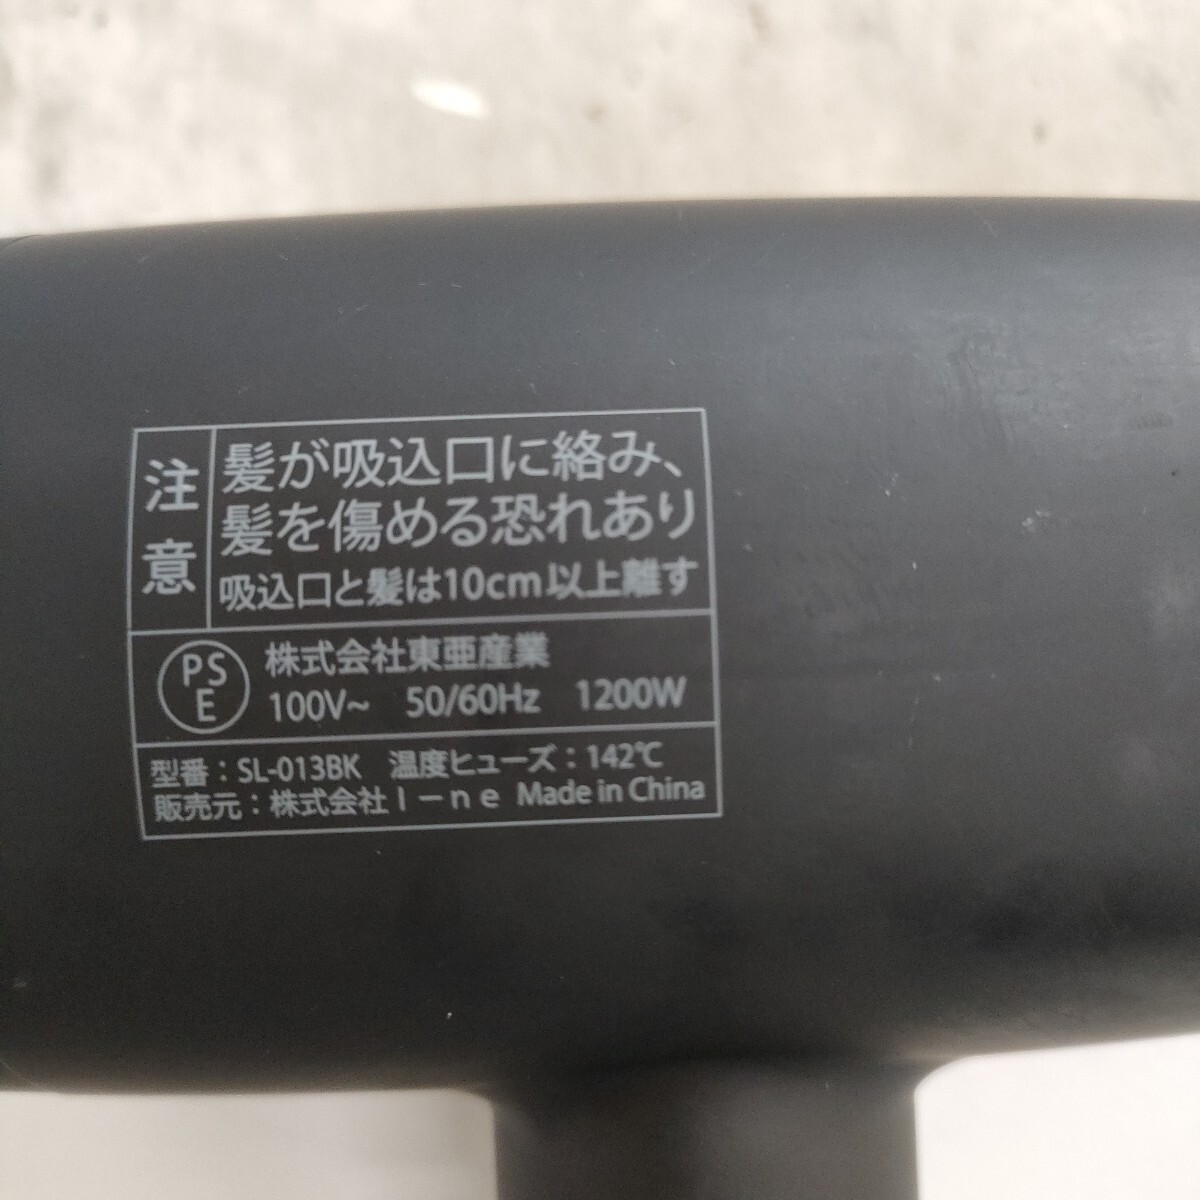 注意
髪が吸込口に絡み、
髪を傷める恐れあり
吸込口と髪は10cm以上離す
PS
E
株式会社東亜産業
100V~ 50/60Hz 1200W
型番：SL-013BK 温度ヒューズ：142℃
販売元：株式会社Ｉ－ｎｅ Made in China